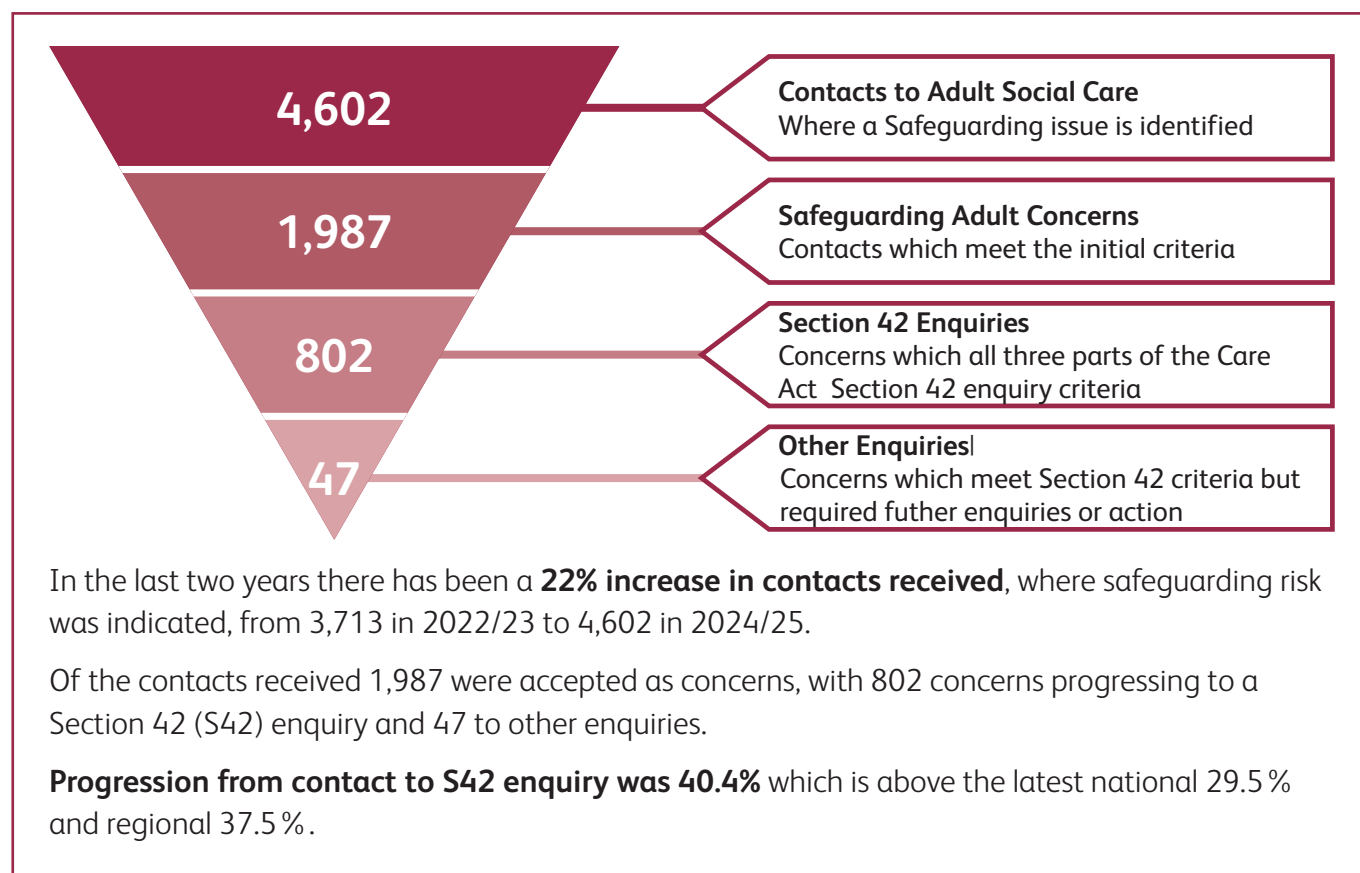 4,602
Contacts to Adult Social Care
Where a Safeguarding issue is identified
1,987
Safeguarding Adult Concerns
Contacts which meet the initial criteria
802
Section 42 Enquiries
Concerns which all three parts of the Care
Act  Section 42 enquiry criteria
47
Other Enquiries|
Concerns which meet Section 42 criteria but
required futher enquiries or action
In the last two years there has been a 22% increase in contacts received, where safeguarding risk
was indicated, from 3,713 in 2022/23 to 4,602 in 2024/25.
Of the contacts received 1,987 were accepted as concerns, with 802 concerns progressing to a
Section 42 (S42) enquiry and 47 to other enquiries.
Progression from contact to S42 enquiry was 40.4% which is above the latest national 29.5%
and regional 37.5%.